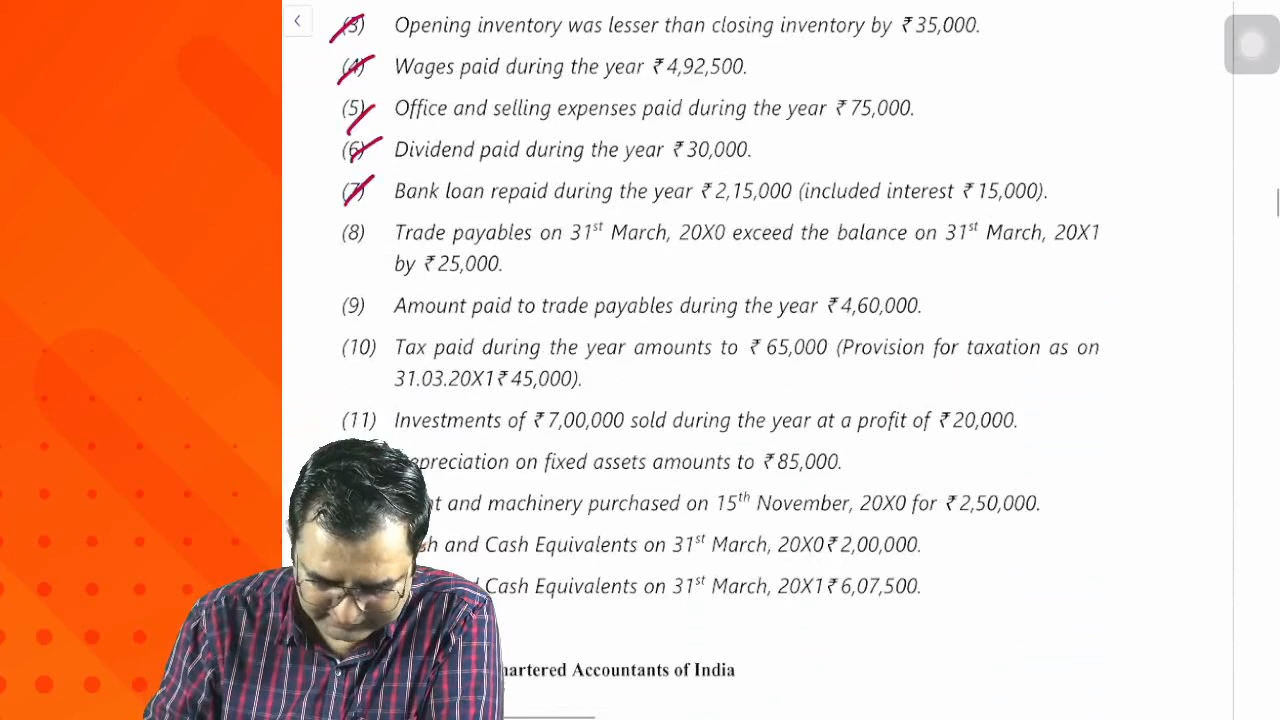 (3) Opening inventory was lesser than closing inventory by ₹ 35,000.
(4) Wages paid during the year ₹ 4,92,500.
(5) Office and selling expenses paid during the year ₹ 75,000.
(6) Dividend paid during the year ₹ 30,000.
(7) Bank loan repaid during the year ₹ 2,15,000 (included interest ₹ 15,000).
(8) Trade payables on 31st March, 20X0 exceed the balance on 31st March, 20X1
by ₹ 25,000.
(9) Amount paid to trade payables during the year ₹ 4,60,000.
(10) Tax paid during the year amounts to ₹ 65,000 (Provision for taxation as on
31.03.20X1 ₹ 45,000).
(11) Investments of ₹ 7,00,000 sold during the year at a profit of ₹ 20,000.
on fixed assets amounts to ₹ 85,000.
and machinery purchased on 15th November, 20X0 for ₹ 2,50,000.
and Cash Equivalents on 31st March, 20X0 ₹ 2,00,000.
Cash Equivalents on 31st March, 20X1 ₹ 6,07,500.
Accountants of India